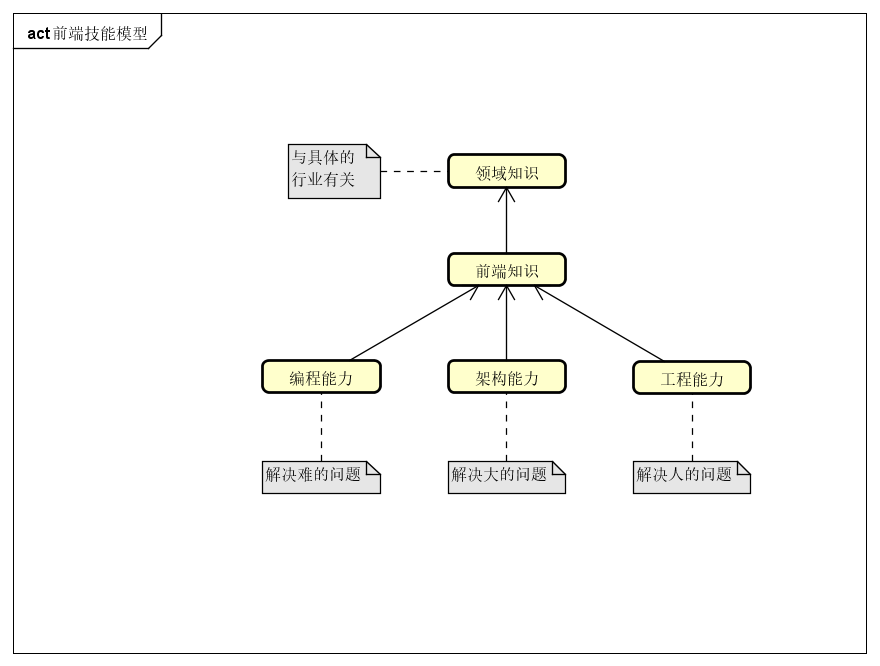 act 前端技能模型
与具体的
行业有关
领域知识
前端知识
编程能力
架构能力
工程能力
解决难的问题
解决大的问题
解决人的问题